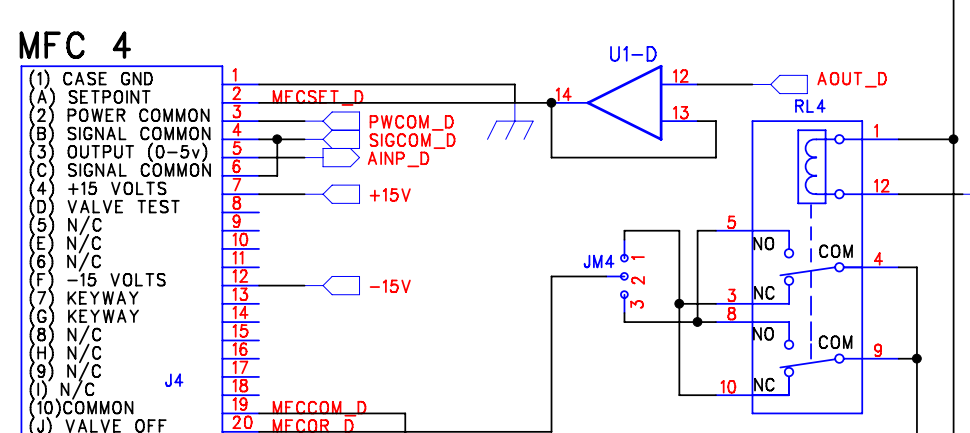 MFC 4
U1-D
(1) CASE GND 1
(A) SETPOINT 2 MFCSET_D 14 12 AOUT_D
(2) POWER COMMON 3 PWCOM_D 13 RL4
(B) SIGNAL COMMON 4 SIGCOM_D 1
(3) OUTPUT (0-5v) 5 AINP_D
(C) SIGNAL COMMON 6
(4) +15 VOLTS 7 +15V 12
(D) VALVE TEST 8
(5) N/C 9 5
(E) N/C 10 NO
(6) N/C 11 JM4 1 COM 4
(F) -15 VOLTS 12 -15V 2
(7) KEYWAY 13 3 3 NC
(G) KEYWAY 14 8
(8) N/C 15 NO
(H) N/C 16 COM 9
(9) N/C 17
(I) N/C 18 J4 10 NC
(10)COMMON 19 MFCCOM_D
(J) VALVE OFF 20 MFCOR_D